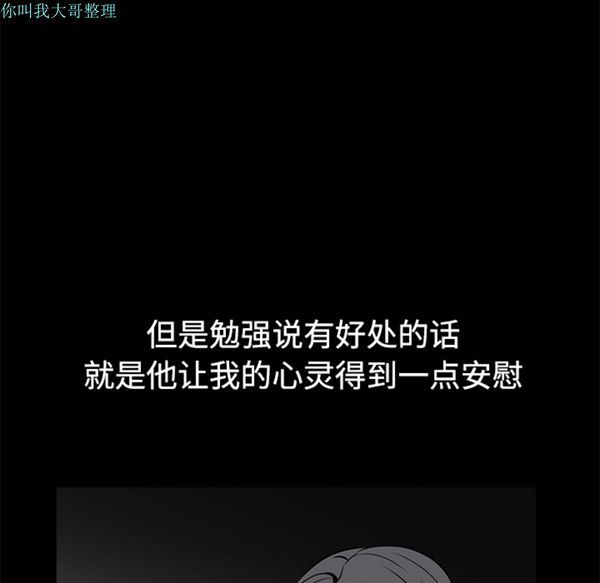 你叫我大哥整理
但是勉强说有好处的话
就是他让我的心灵得到一点安慰